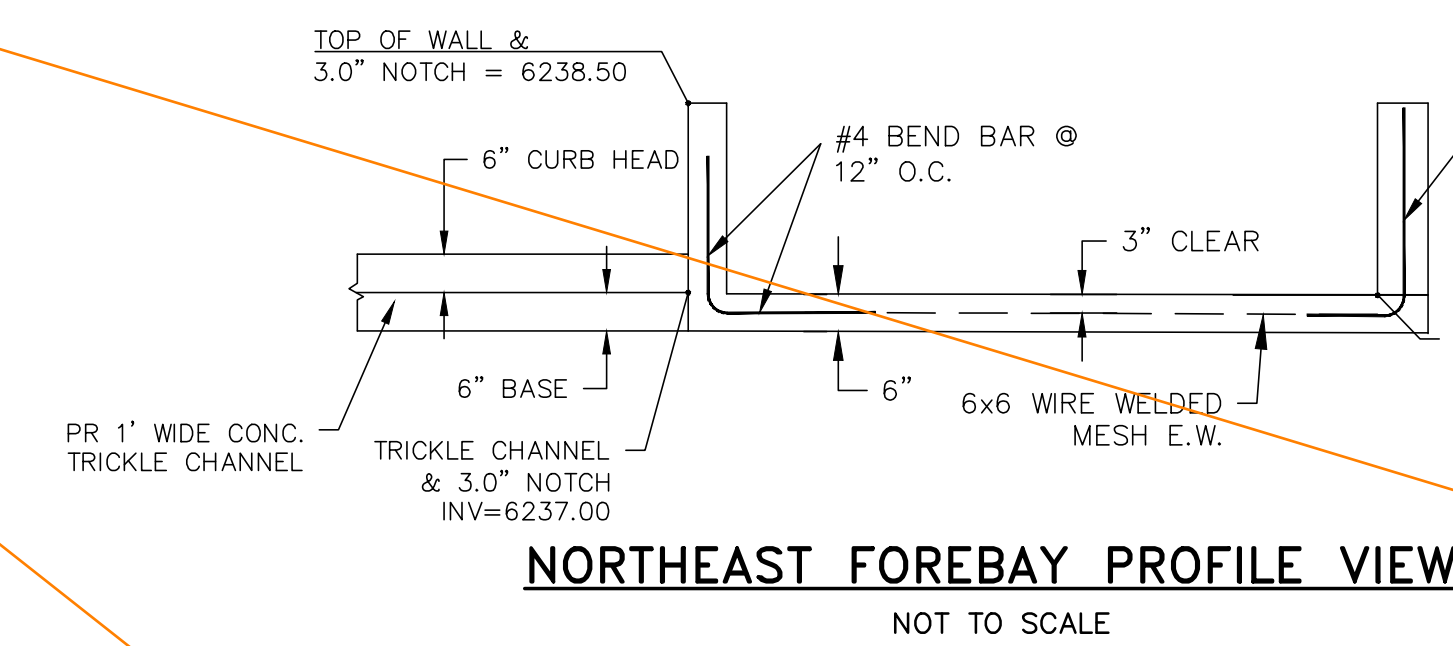 TOP OF WALL &
3.0” NOTCH = 6238.50
6” CURB HEAD
#4 BEND BAR @
12” O.C.
3” CLEAR
6” BASE
6”
6x6 WIRE WELDED
MESH E.W.
PR 1’ WIDE CONC.
TRICKLE CHANNEL
TRICKLE CHANNEL
& 3.0” NOTCH
INV=6237.00
NORTHEAST FOREBAY PROFILE VIEW
NOT TO SCALE